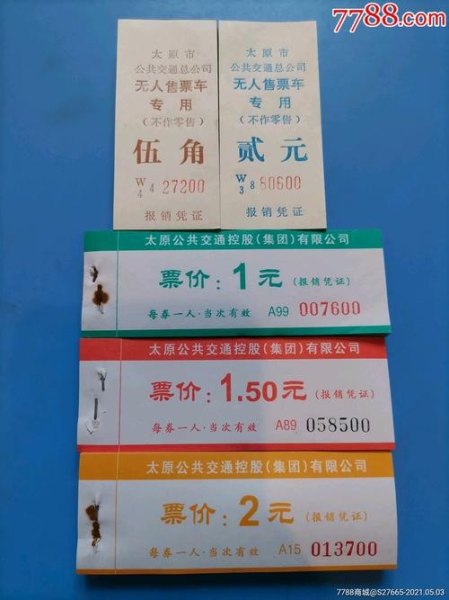 7788.com
太原市
公共交通总公司
无人售票车
专用
（不作零售）
伍角
W4 4 27200
报销凭证
太原市
公共交通总公司
无人售票车
专用
（不作零售）
贰元
W3 8 80600
报销凭证
太原公共交通控股（集团）有限公司
票价：1元（报销凭证）
每券一人·当次有效 A99 007600
太原公共交通控股（集团）有限公司
票价：1.50元（报销凭证）
每券一人·当次有效 A89 058500
太原公共交通控股（集团）有限公司
票价：2元（报销凭证）
每券一人·当次有效 A15 013700
7788商城@S27665-2021.05.03